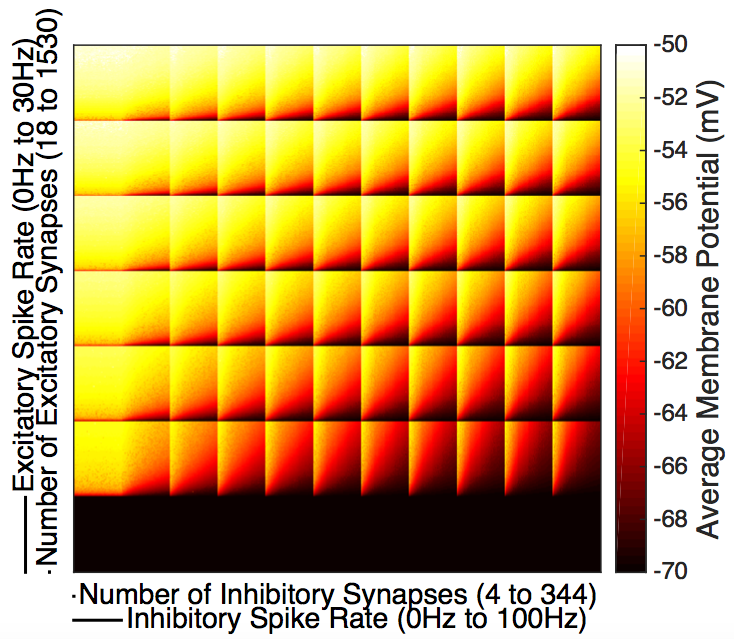 Excitatory Spike Rate (0Hz to 30Hz)
·Number of Excitatory Synapses (18 to 1530)
-50
-52
-54
-56
-58
-60
-62
-64
-66
-68
-70
Average Membrane Potential (mV)
·Number of Inhibitory Synapses (4 to 344)
Inhibitory Spike Rate (0Hz to 100Hz)